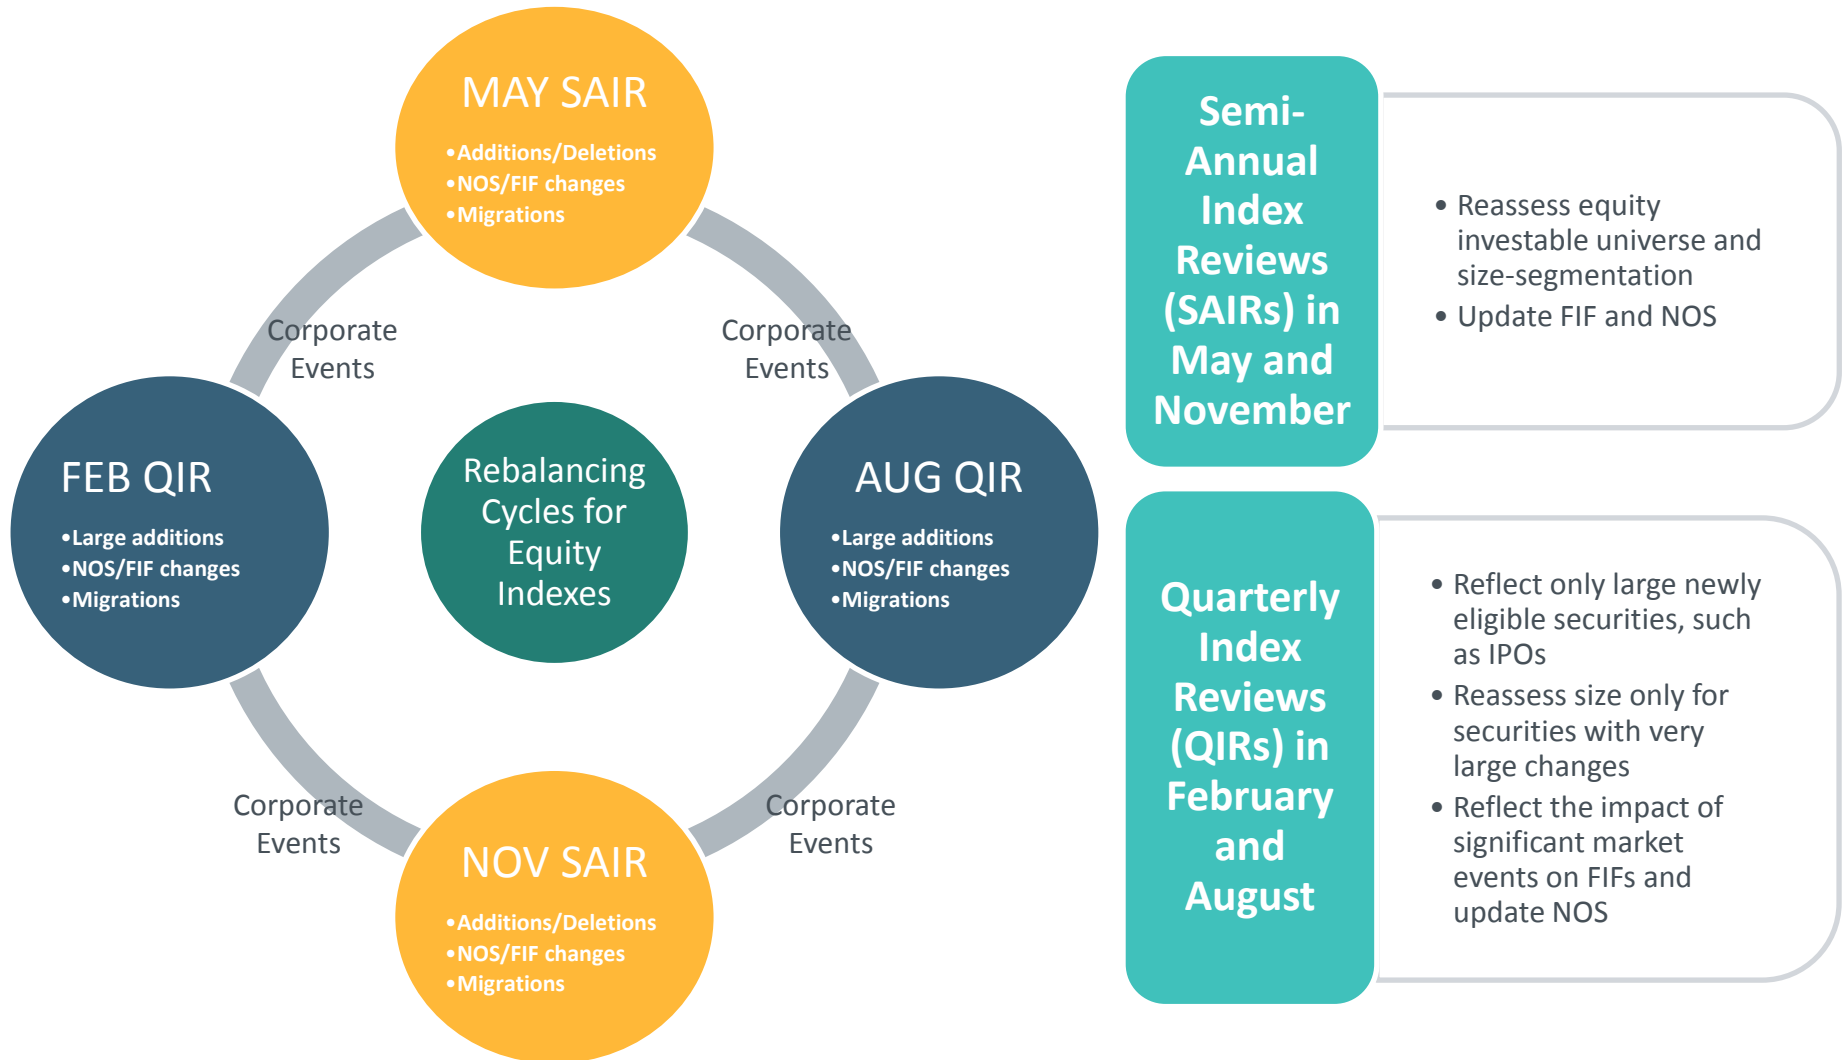 MAY SAIR
•Additions/Deletions
•NOS/FIF changes
•Migrations
Corporate
Events
Corporate
Events
FEB QIR
•Large additions
•NOS/FIF changes
•Migrations
Rebalancing
Cycles for
Equity
Indexes
AUG QIR
•Large additions
•NOS/FIF changes
•Migrations
Corporate
Events
Corporate
Events
NOV SAIR
•Additions/Deletions
•NOS/FIF changes
•Migrations
Semi-
Annual
Index
Reviews
(SAIRs) in
May and
November
• Reassess equity
investable universe and
size-segmentation
• Update FIF and NOS
Quarterly
Index
Reviews
(QIRs) in
February
and
August
• Reflect only large newly
eligible securities, such
as IPOs
• Reassess size only for
securities with very
large changes
• Reflect the impact of
significant market
events on FIFs and
update NOS